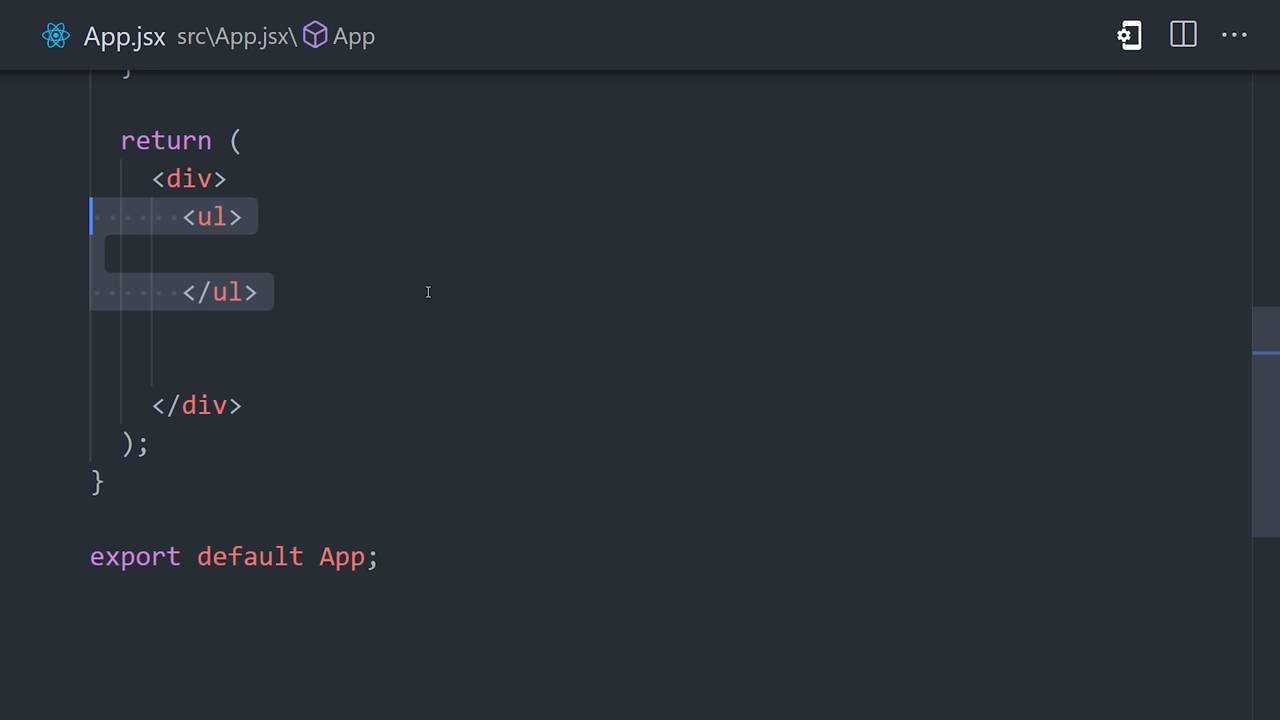 App.jsx src\App.jsx\ App
}
return (
<div>
<ul>
</ul>
</div>
);
}
export default App;